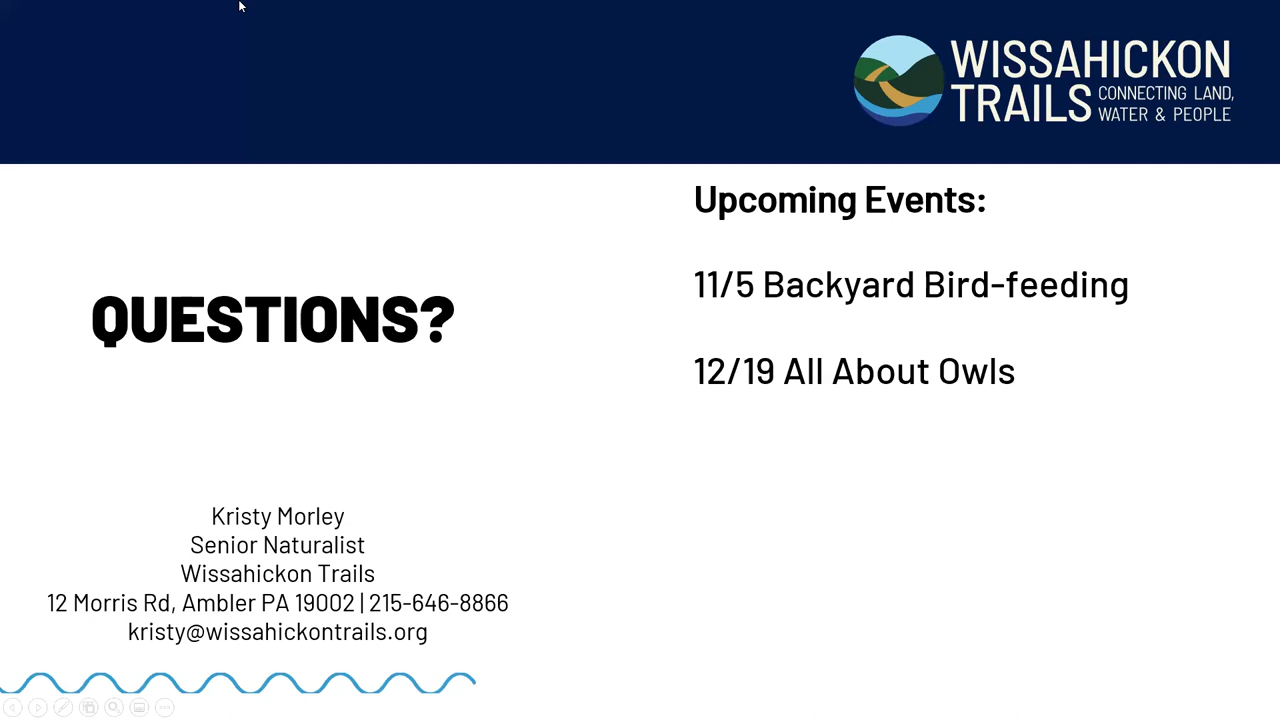 WISSAHICKON
TRAILS CONNECTING LAND,
WATER & PEOPLE
Upcoming Events:
11/5 Backyard Bird-feeding
12/19 All About Owls
QUESTIONS?
Kristy Morley
Senior Naturalist
Wissahickon Trails
12 Morris Rd, Ambler PA 19002 | 215-646-8866
kristy@wissahickontrails.org